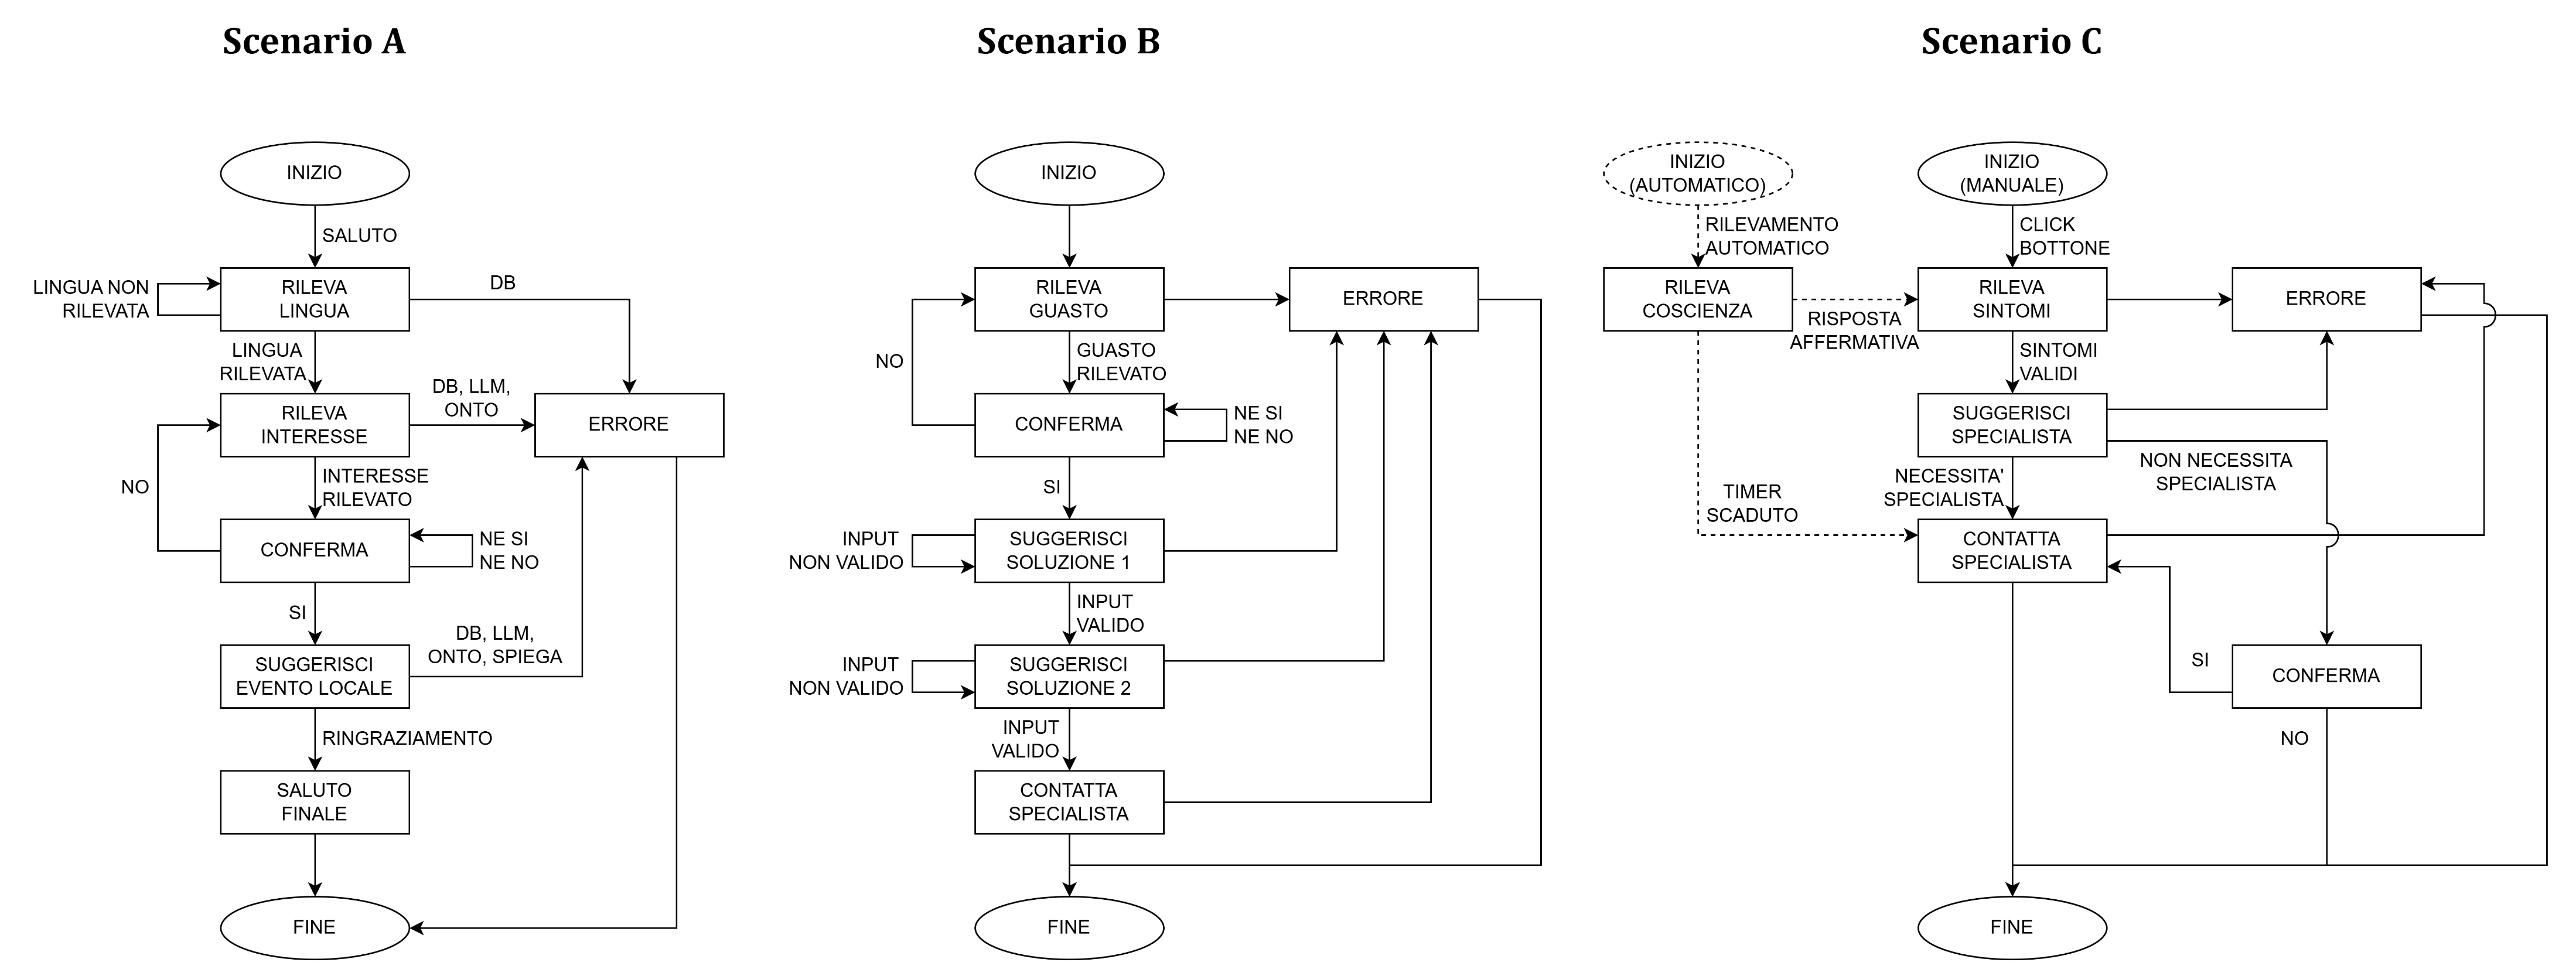 Scenario A
INIZIO
SALUTO
LINGUA NON
RILEVATA
RILEVA
LINGUA
DB
LINGUA
RILEVATA
RILEVA
INTERESSE
DB, LLM,
ONTO
ERRORE
NO
INTERESSE
RILEVATO
CONFERMA
NE SI
NE NO
SI
DB, LLM,
ONTO, SPIEGA
SUGGERISCI
EVENTO LOCALE
RINGRAZIAMENTO
SALUTO
FINALE
FINE
Scenario B
INIZIO
RILEVA
GUASTO
ERRORE
NO
GUASTO
RILEVATO
CONFERMA
NE SI
NE NO
SI
INPUT
NON VALIDO
SUGGERISCI
SOLUZIONE 1
INPUT
VALIDO
INPUT
NON VALIDO
SUGGERISCI
SOLUZIONE 2
INPUT
VALIDO
CONTATTA
SPECIALISTA
FINE
Scenario C
INIZIO
(AUTOMATICO)
INIZIO
(MANUALE)
RILEVAMENTO
AUTOMATICO
CLICK
BOTTONE
RILEVA
COSCIENZA
RISPOSTA
AFFERMATIVA
RILEVA
SINTOMI
ERRORE
SINTOMI
VALIDI
SUGGERISCI
SPECIALISTA
NECESSITA'
SPECIALISTA
NON NECESSITA
SPECIALISTA
TIMER
SCADUTO
CONTATTA
SPECIALISTA
SI
CONFERMA
NO
FINE